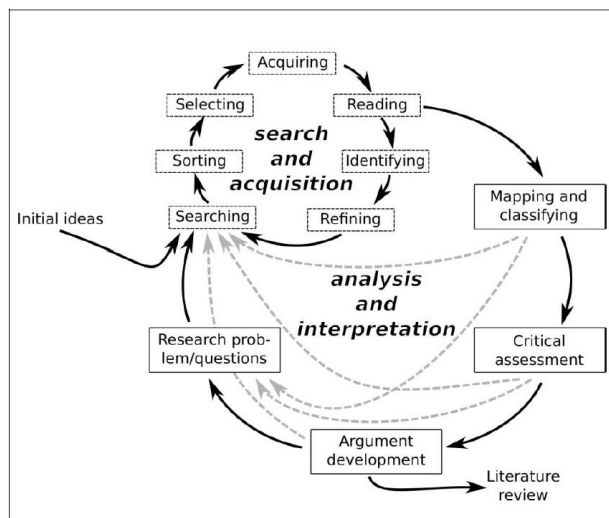 Acquiring
Selecting
Reading
search
and
acquisition
Sorting
Identifying
Searching
Refining
Initial ideas
Mapping and
classifying
analysis
and
interpretation
Research prob-
lem/questions
Critical
assessment
Argument
development
Literature
review